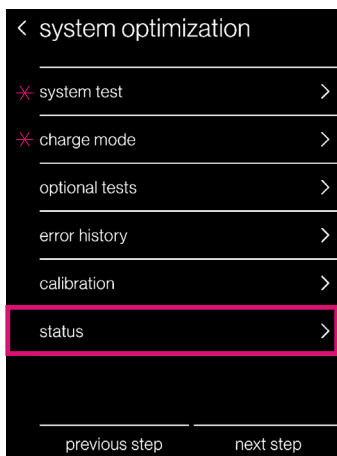 system optimization
system test
charge mode
optional tests
error history
calibration
status
previous step next step